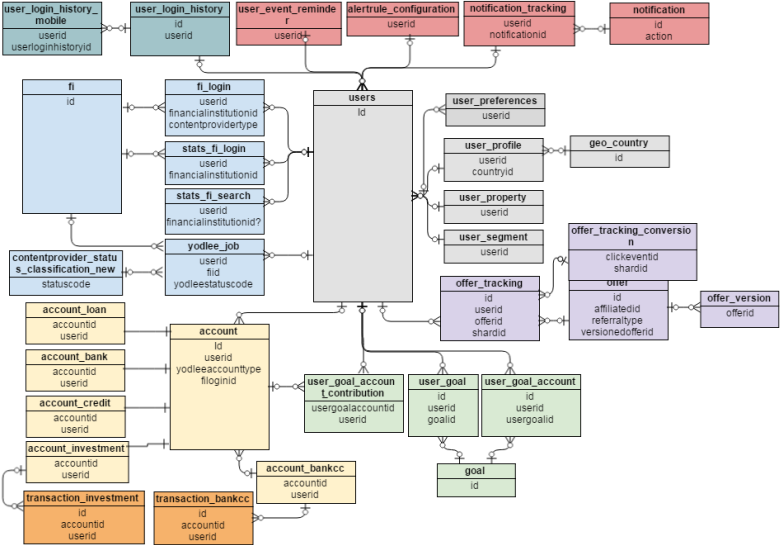 user_login_history_
mobile
userid
userloginhistoryid
user_login_history
id
userid
user_event_reminde
r
userid
alertrule_configuration
userid
notification_tracking
userid
notificationid
notification
id
action
fi
id
fi_login
userid
financialinstitutionid
contentprovidertype
stats_fi_login
userid
financialinstitutionid
stats_fi_search
userid
financialinstitutionid?
yodlee_job
userid
fiid
yodleestatuscode
contentprovider_statu
s_classification_new
statuscode
users
Id
user_preferences
userid
user_profile
userid
countryid
geo_country
id
user_property
userid
user_segment
userid
offer_tracking_conversio
n
clickeventid
shardid
offer_tracking
id
userid
offerid
shardid
offer
id
affiliatedid
referraltype
versionedofferid
offer_version
offerid
account_loan
accountid
userid
account_bank
accountid
userid
account_credit
accountid
userid
account_investment
accountid
userid
account
Id
userid
yodleeaccounttype
filoginid
user_goal_accoun
t_contribution
usergoalaccountid
userid
user_goal
id
userid
goalid
user_goal_account
id
userid
usergoalid
goal
id
account_bankcc
accountid
userid
transaction_investment
id
accountid
userid
transaction_bankcc
id
accountid
userid